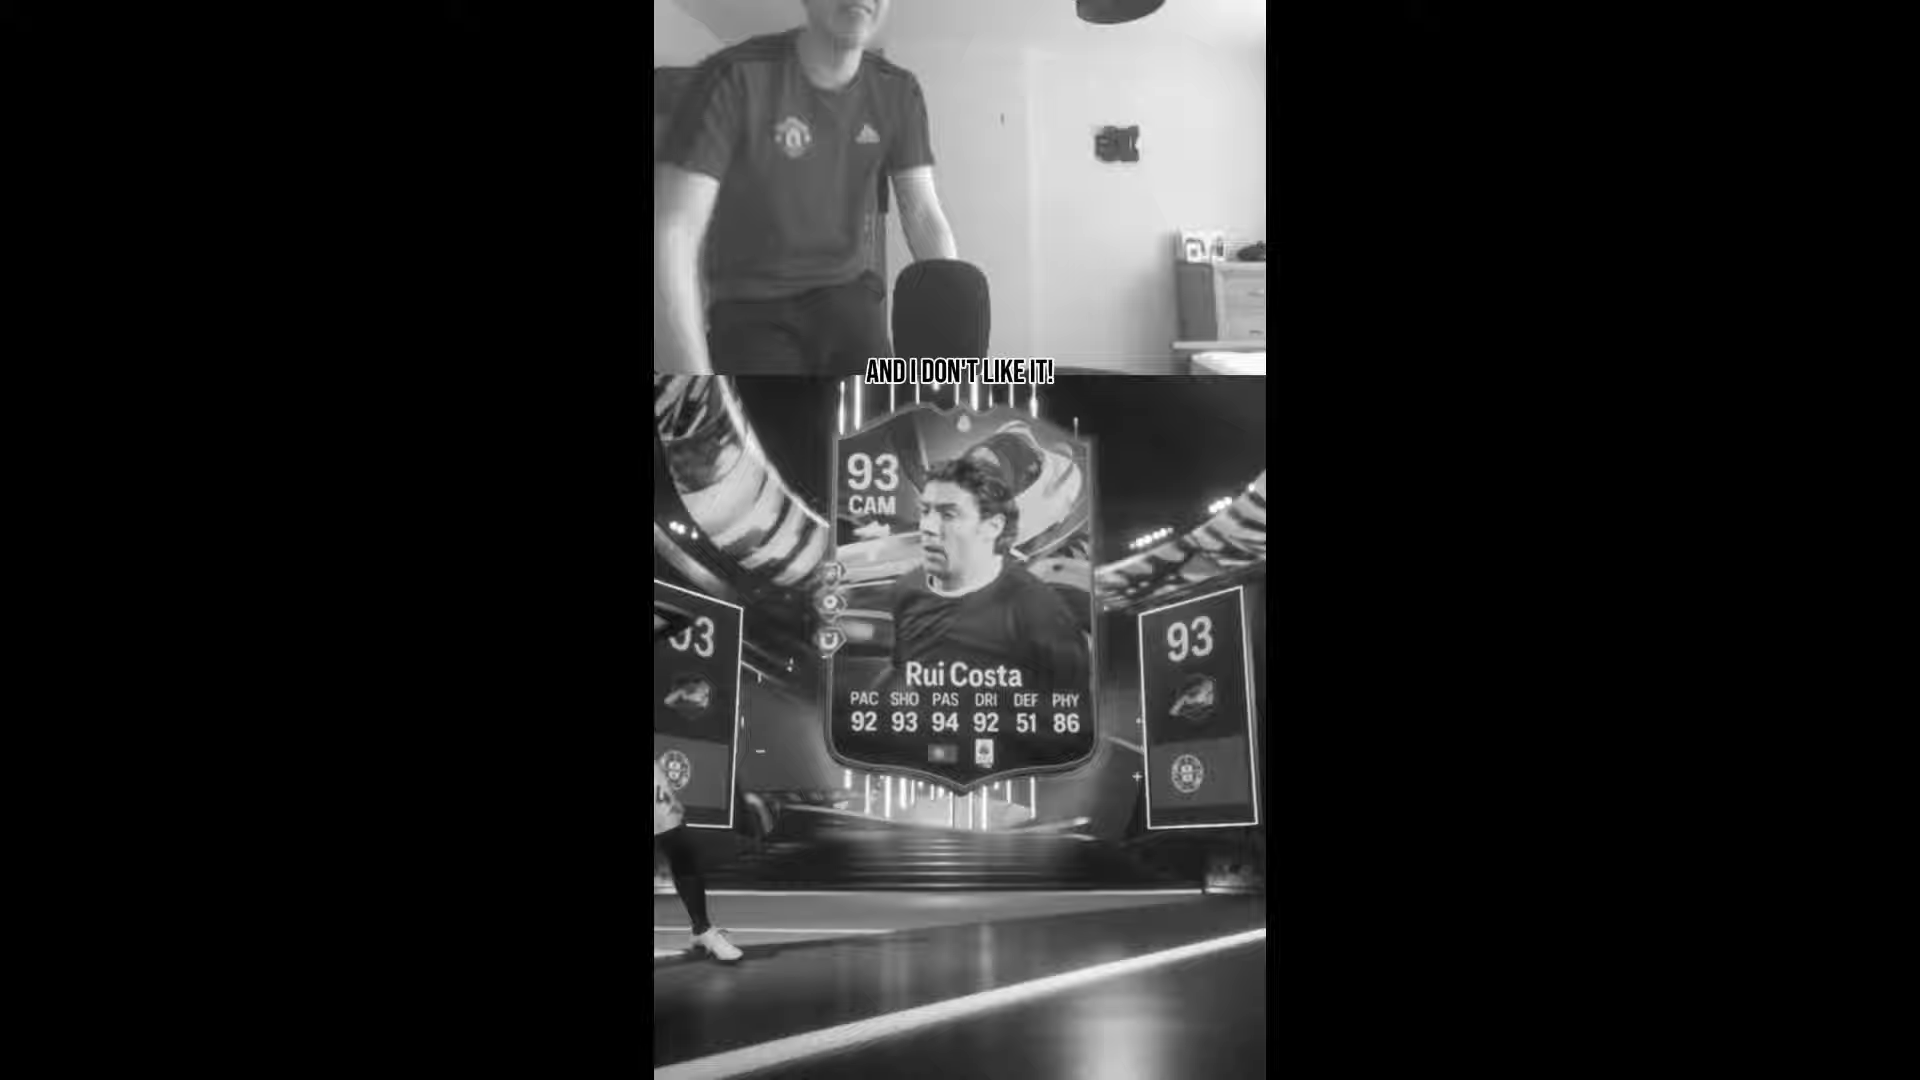 AND I DON'T LIKE IT!
93
CAM
Rui Costa
PAC SHO PAS DRI DEF PHY
92 93 94 92 51 86
93
93